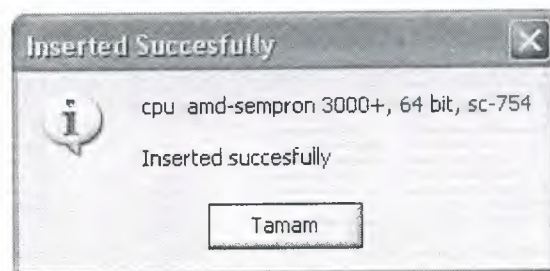 Inserted Succesfully
cpu amd-sempron 3000+, 64 bit, sc-754
Inserted succesfully
Tamam